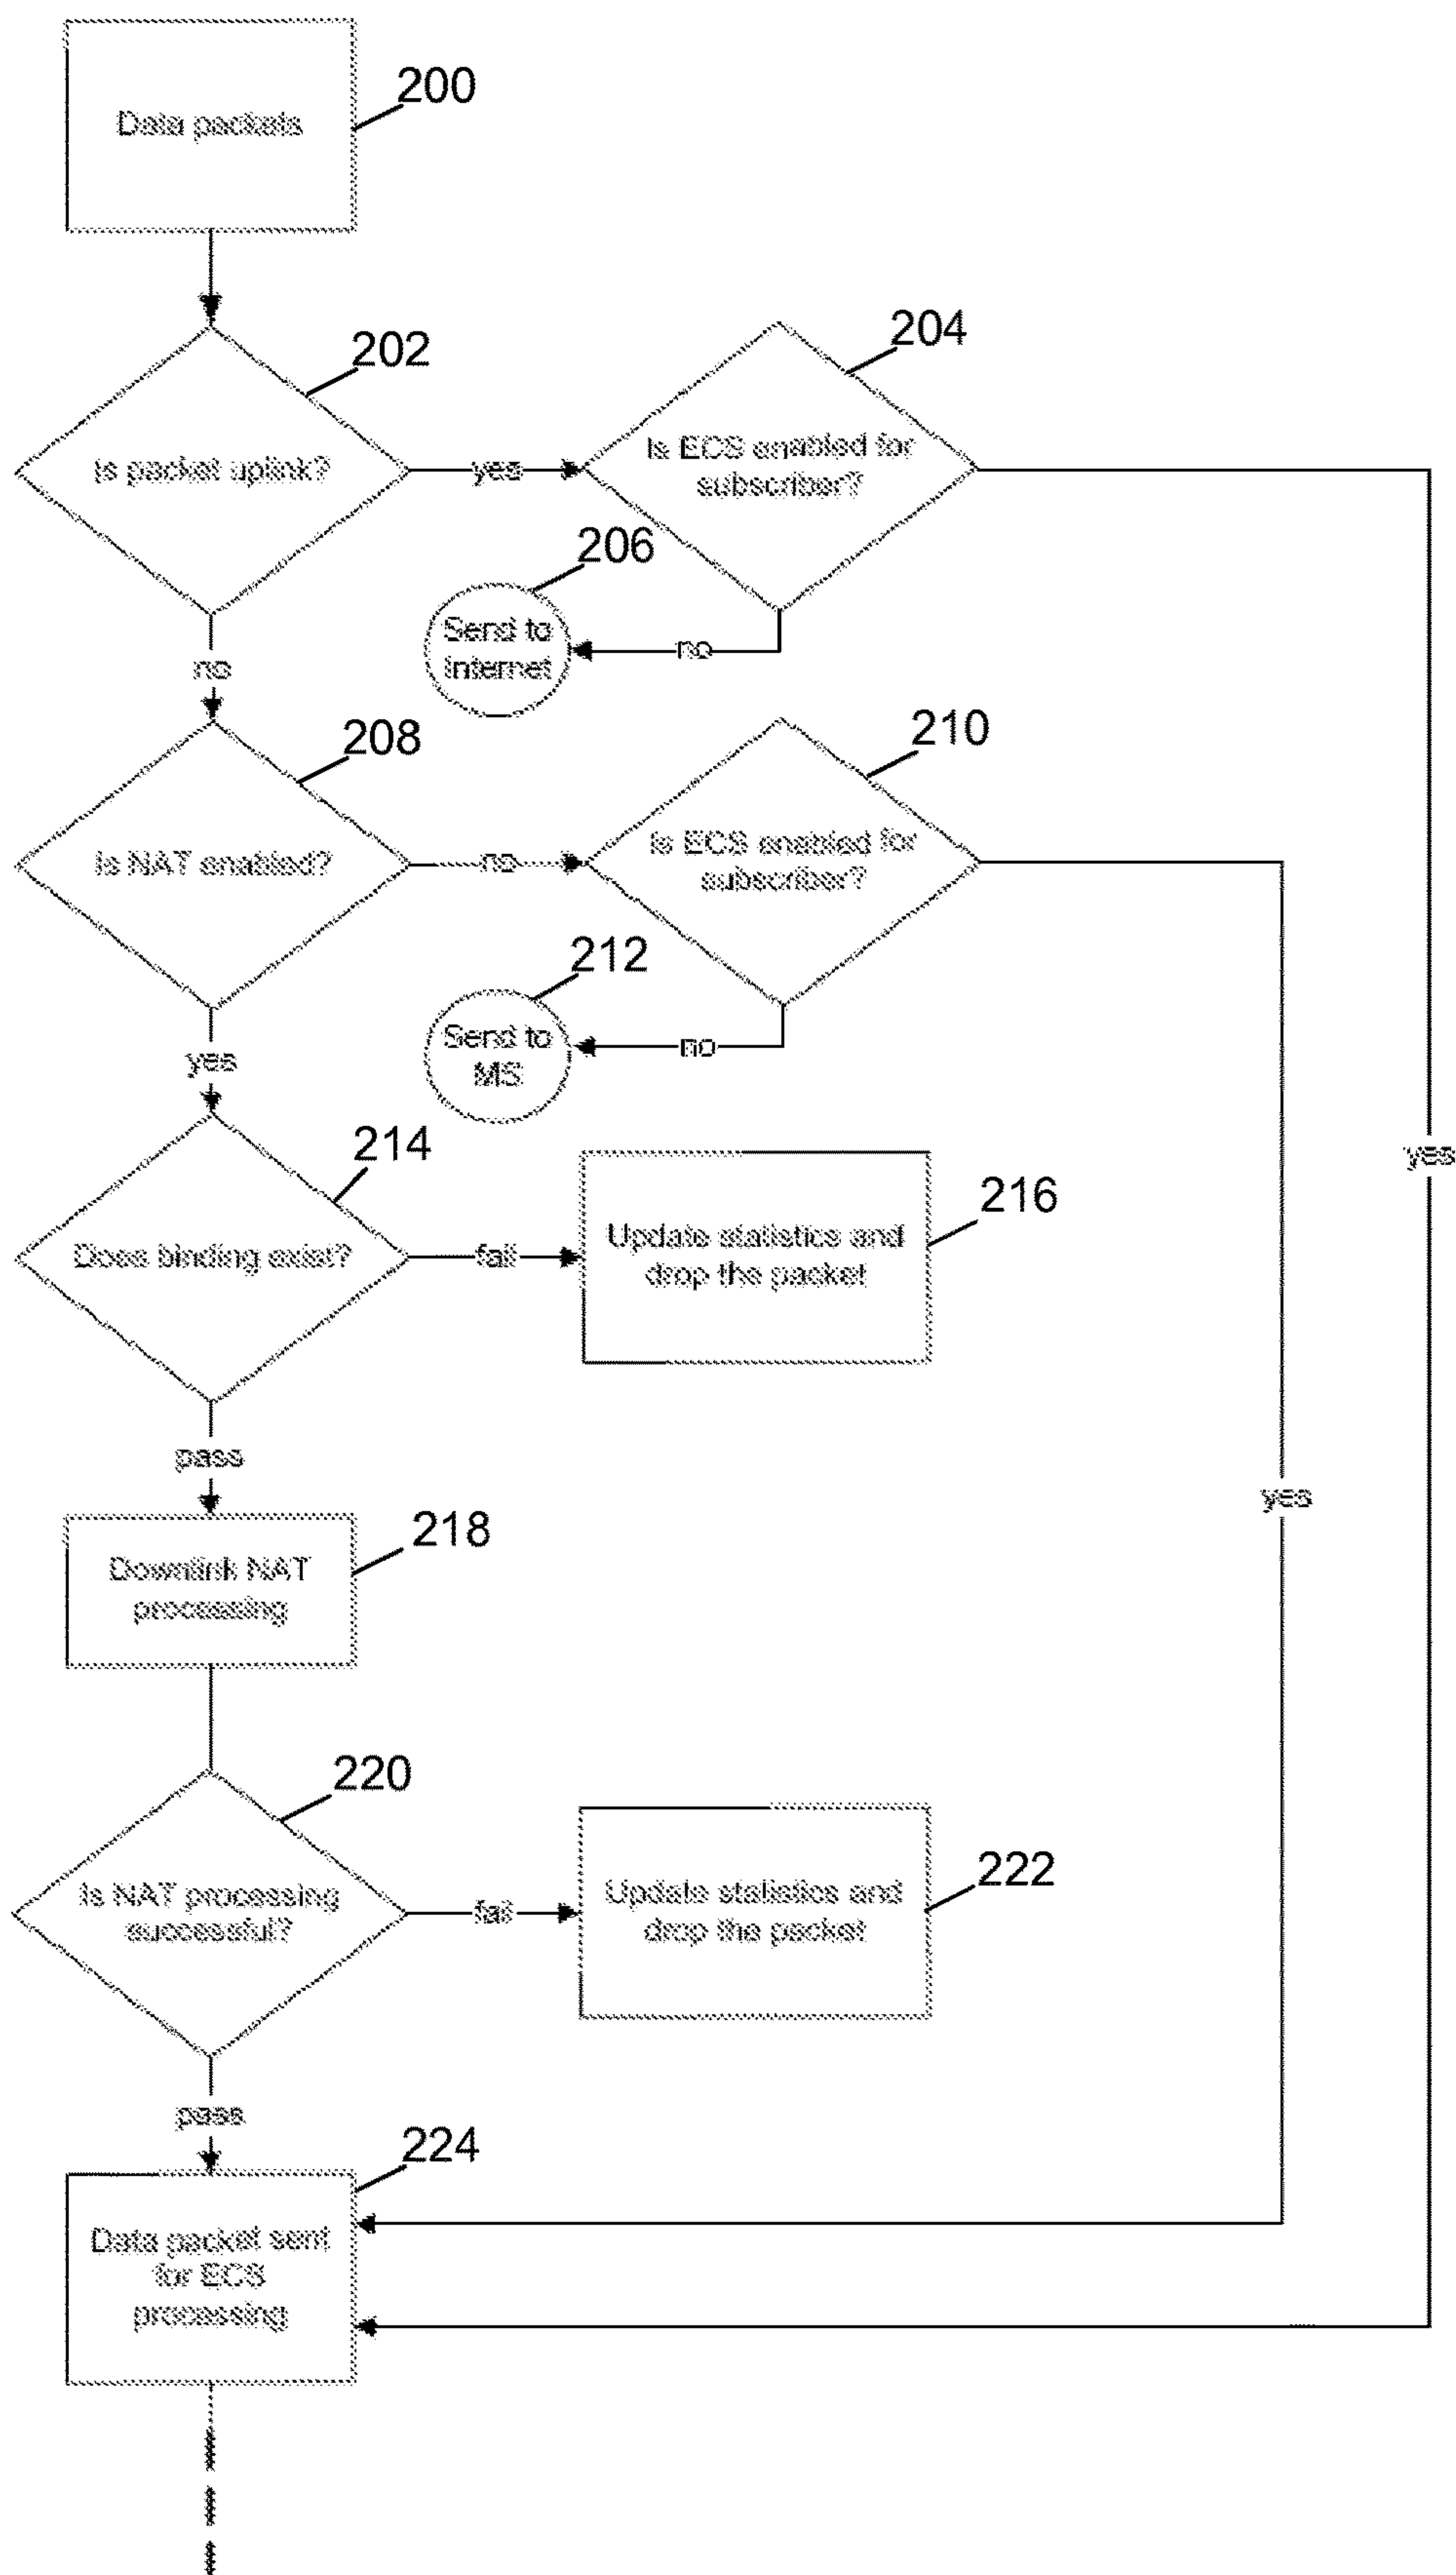 200
Data packets
202
204
Is packet uplink?
yes
Is ECS enabled for
subscriber?
206
Send to
Internet
no
no
208
210
Is NAT enabled?
no
Is ECS enabled for
subscriber?
212
Send to
MS
no
yes
214
yes
216
Does binding exist?
fail
Update statistics and
drop the packet
pass
yes
218
Downlink NAT
processing
220
222
Is NAT processing
successful?
fail
Update statistics and
drop the packet
pass
224
Data packet sent
for ECS
processing